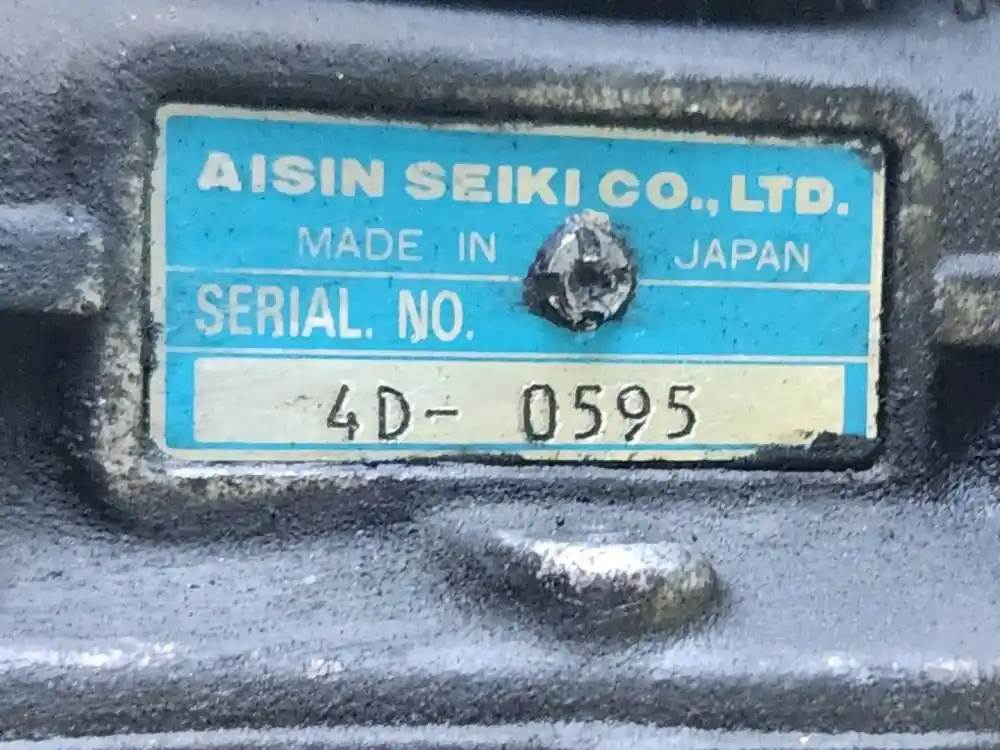 AISIN SEIKI CO., LTD.
MADE IN JAPAN
SERIAL. NO.
4D- 0595